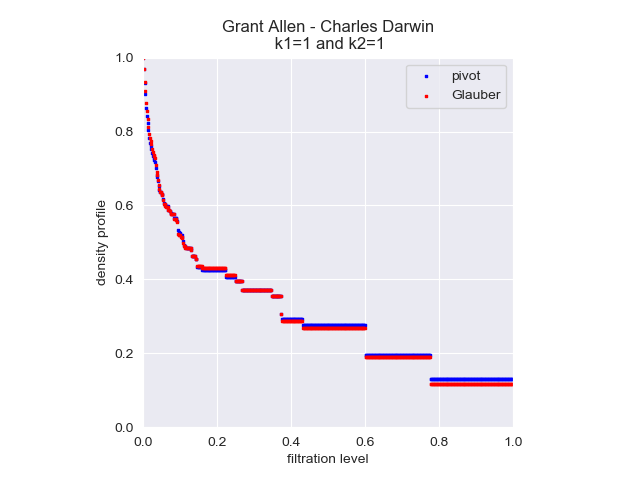 Grant Allen - Charles Darwin
k1=1 and k2=1
pivot
Glauber
density profile
1.0
0.8
0.6
0.4
0.2
0.0
0.0 0.2 0.4 0.6 0.8 1.0
filtration level